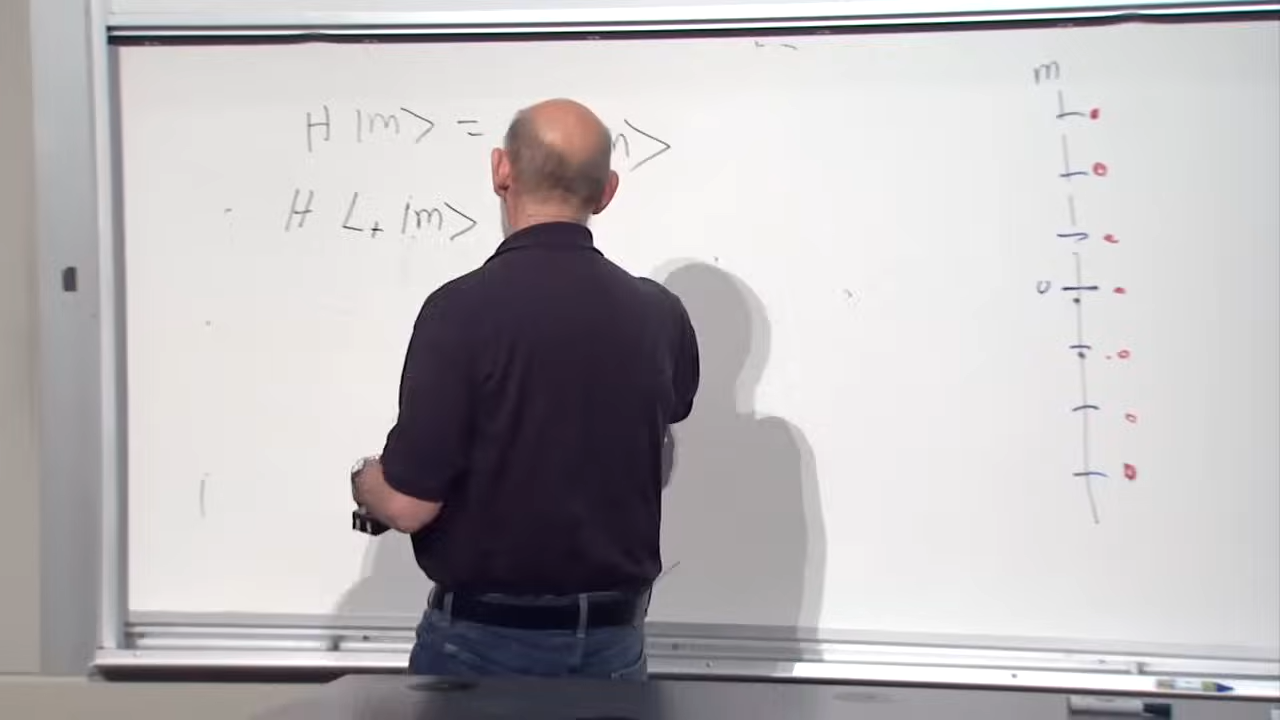 H |m> =
H L+ |m>
m
0